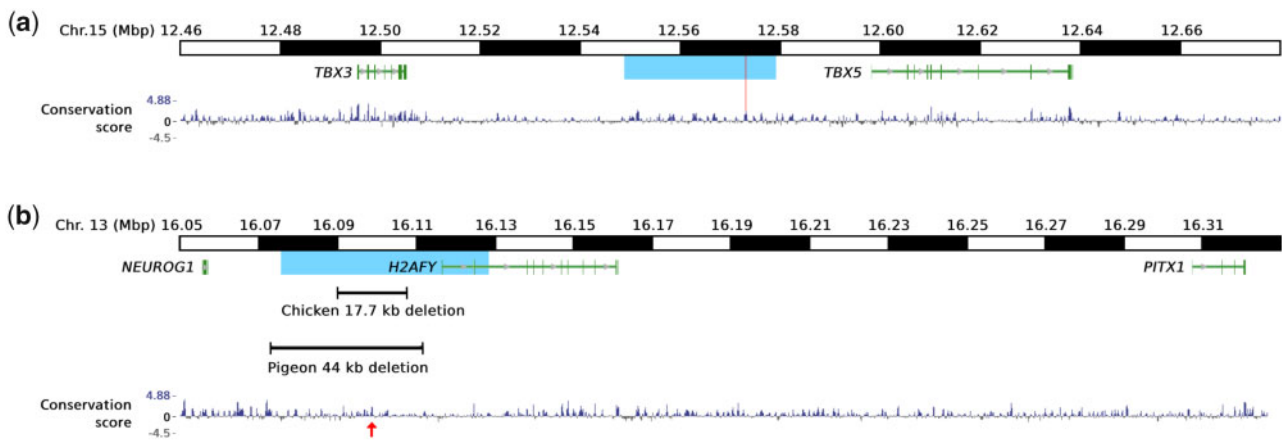 (a)
Chr.15 (Mbp) 12.46 12.48 12.50 12.52 12.54 12.56 12.58 12.60 12.62 12.64 12.66
TBX3 TBX5
Conservation score
4.88
0
-4.5
(b)
Chr. 13 (Mbp) 16.05 16.07 16.09 16.11 16.13 16.15 16.17 16.19 16.21 16.23 16.25 16.27 16.29 16.31
NEUROG1 H2AFY PITX1
Chicken 17.7 kb deletion
Pigeon 44 kb deletion
Conservation score
4.88
0
-4.5